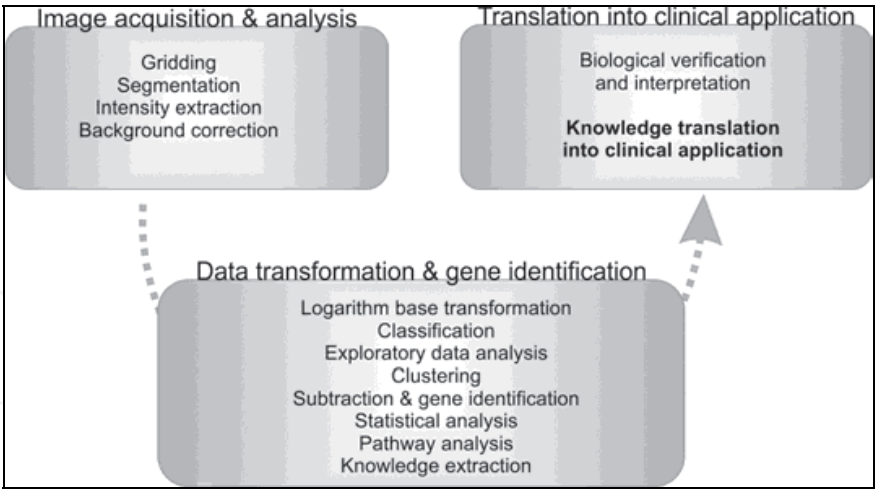 Image acquisition & analysis
Gridding
Segmentation
Intensity extraction
Background correction
Translation into clinical application
Biological verification
and interpretation
Knowledge translation
into clinical application
Data transformation & gene identification
Logarithm base transformation
Classification
Exploratory data analysis
Clustering
Subtraction & gene identification
Statistical analysis
Pathway analysis
Knowledge extraction